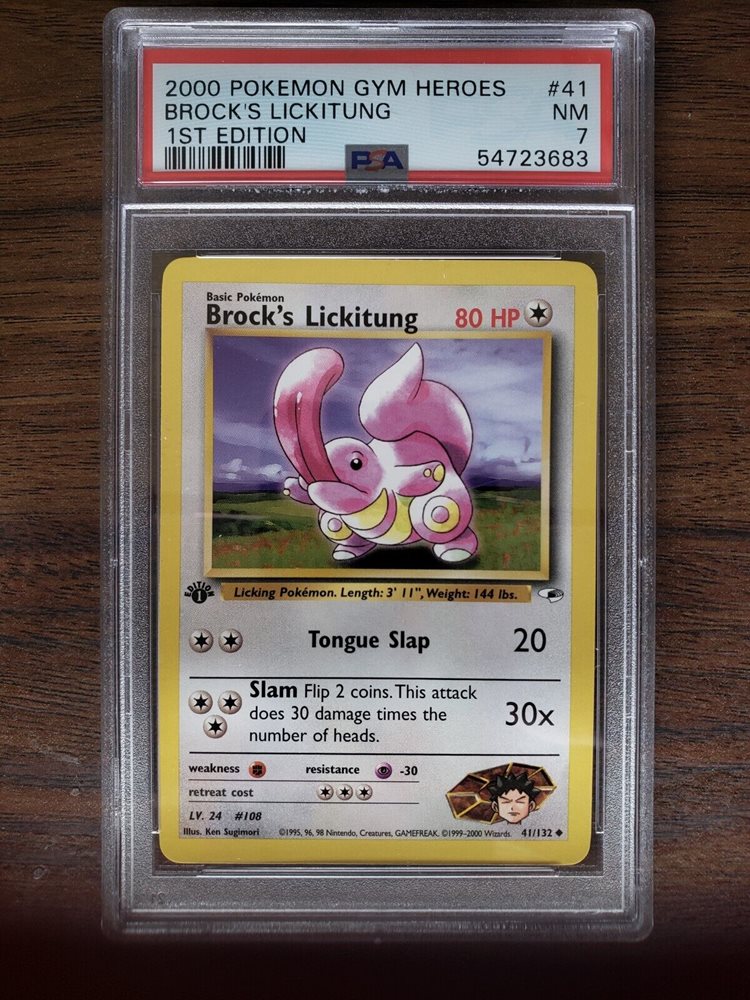 2000 POKEMON GYM HEROES #41
BROCK'S LICKITUNG NM
1ST EDITION 7
PSA 54723683
Basic Pokémon
Brock's Lickitung 80 HP
EDITION 1
Licking Pokémon. Length: 3' 11", Weight: 144 lbs.
Tongue Slap 20
Slam Flip 2 coins. This attack
does 30 damage times the
number of heads.
30x
weakness resistance -30
retreat cost
LV. 24 #108
Illus. Ken Sugimori ©1995, 96, 98 Nintendo, Creatures, GAMEFREAK. ©1999-2000 Wizards. 41/132